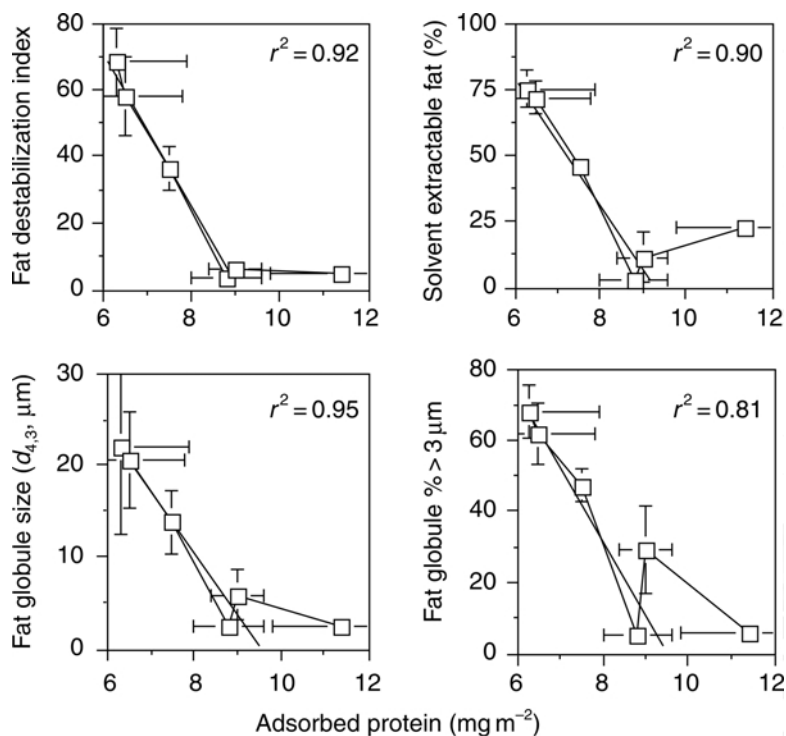 Fat destabilization index
80
60
40
20
0
6 8 10 12
r² = 0.92
Solvent extractable fat (%)
100
75
50
25
0
6 8 10 12
r² = 0.90
Fat globule size (d₄,₃, μm)
30
20
10
0
6 8 10 12
r² = 0.95
Fat globule % > 3 μm
80
60
40
20
0
6 8 10 12
r² = 0.81
Adsorbed protein (mg m⁻²)